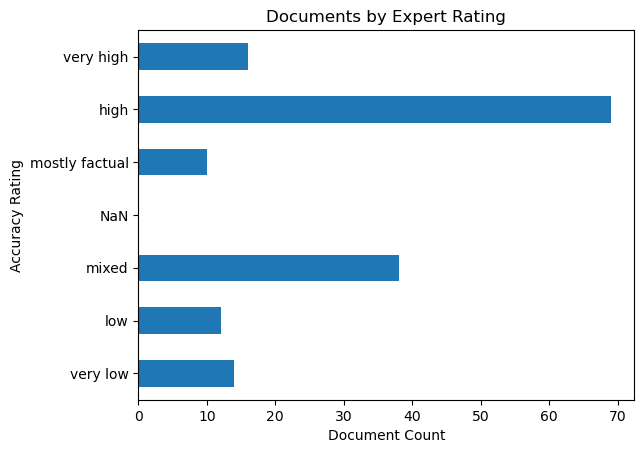 Documents by Expert Rating
very high
high
mostly factual
NaN
mixed
low
very low
Accuracy Rating
0 10 20 30 40 50 60 70
Document Count